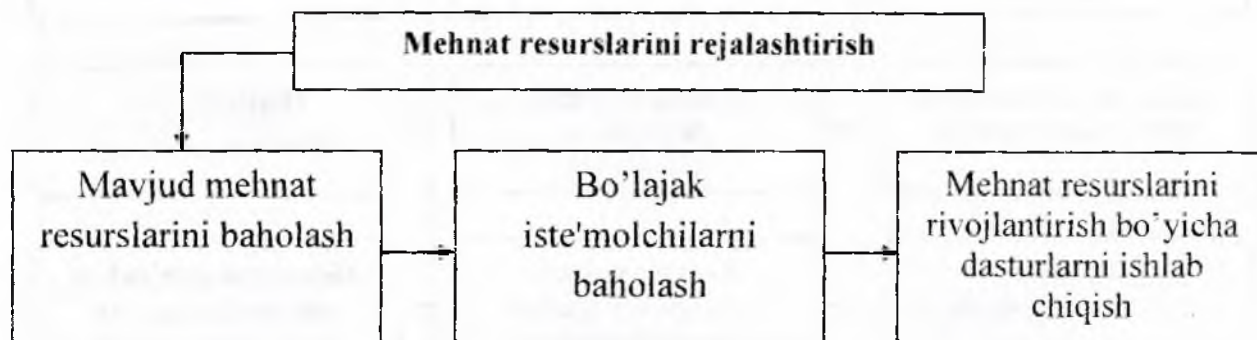 Mehnat resurslarini rejalashtirish
Mavjud mehnat
resurslarini baholash
Bo'lajak
iste'molchilarni
baholash
Mehnat resurslarini
rivojlantirish bo'yicha
dasturlarni ishlab
chiqish